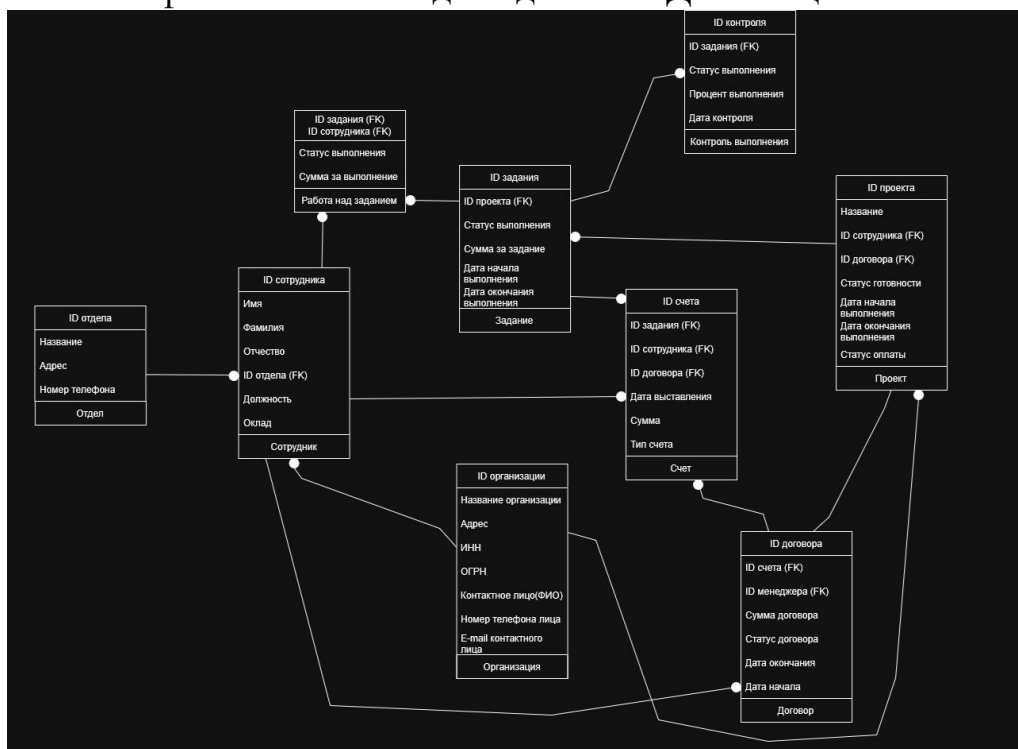 ID контроля
ID задания (FK)
Статус выполнения
Процент выполнения
Дата контроля
Контроль выполнения
ID задания (FK)
ID сотрудника (FK)
Статус выполнения
Сумма за выполнение
Работа над заданием
ID задания
ID проекта (FK)
Статус выполнения
Сумма за задание
Дата начала
выполнения
Дата окончания
выполнения
Задание
ID проекта
Название
ID сотрудника (FK)
ID договора (FK)
Статус готовности
Дата начала
выполнения
Дата окончания
выполнения
Статус оплаты
Проект
ID отдела
Название
Адрес
Номер телефона
Отдел
ID сотрудника
Имя
Фамилия
Отчество
ID отдела (FK)
Должность
Оклад
Сотрудник
ID счета
ID задания (FK)
ID сотрудника (FK)
ID договора (FK)
Дата выставления
Сумма
Тип счета
Счет
ID организации
Название организации
Адрес
ИНН
ОГРН
Контактное лицо(ФИО)
Номер телефона лица
E-mail контактного
лица
Организация
ID договора
ID счета (FK)
ID менеджера (FK)
Сумма договора
Статус договора
Дата окончания
Дата начала
Договор